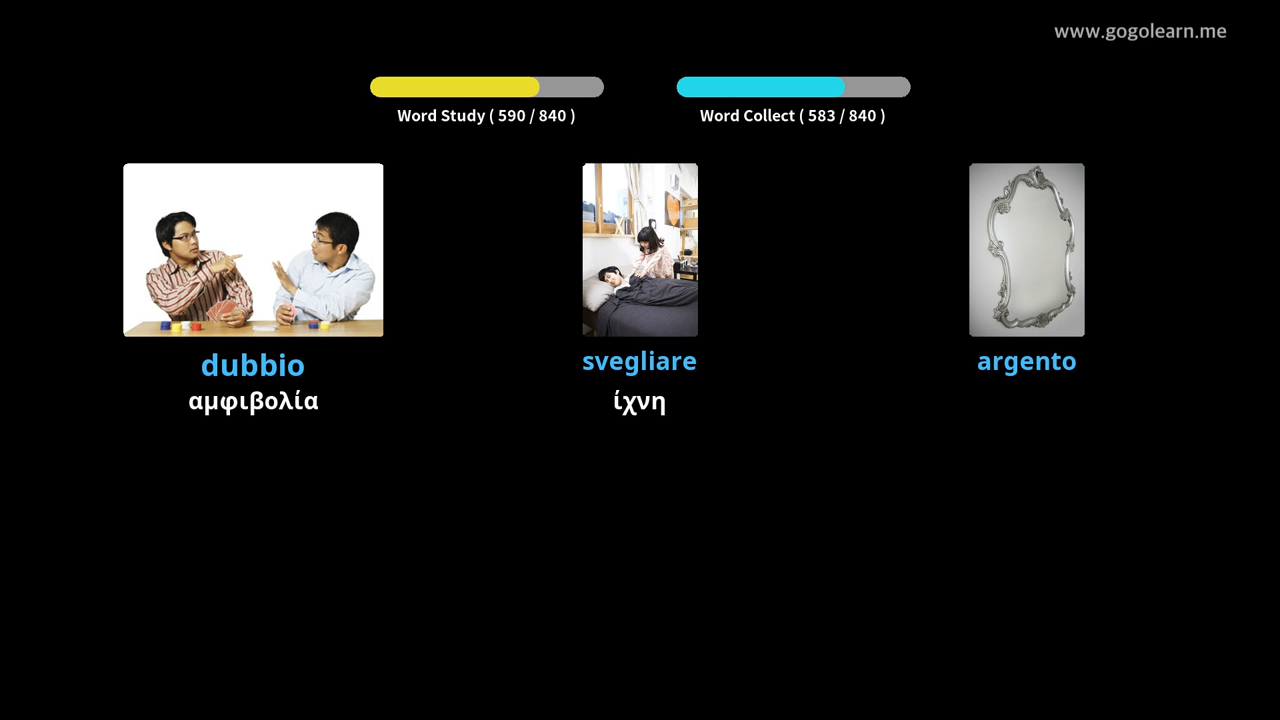 www.gogolearn.me
Word Study ( 590 / 840 )
Word Collect ( 583 / 840 )
dubbio
αμφιβολία
svegliare
ίχνη
argento